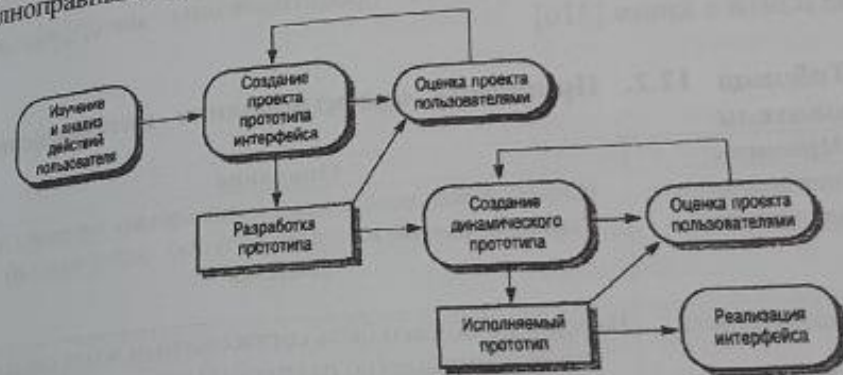 Создание
проекта
прототипа
интерфейса
Оценка проекта
пользователями
Изучение
и анализ
действий
пользователя
Разработка
прототипа
Создание
динамического
прототипа
Оценка проекта
пользователями
Исполняемый
прототип
Реализация
интерфейса